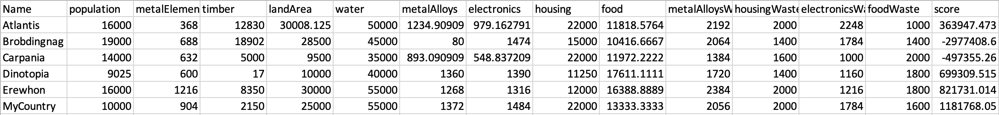 Name population metalElemen timber landArea water metalAlloys electronics housing food metalAlloysW housingWaste electronicsWa foodWaste score
Atlantis 16000 368 12830 30008.125 50000 1234.90909 979.162791 22000 11818.5764 2192 2000 2248 1000 363947.473
Brobdingnag 19000 688 18902 28500 45000 80 1474 15000 10416.6667 2064 1400 1784 1400 -2977408.6
Carpania 14000 632 5000 9500 35000 893.090909 548.837209 22000 11972.2222 1384 1600 1000 2000 -497355.26
Dinotopia 9025 600 17 10000 40000 1360 1390 11250 17611.1111 1720 1400 1160 1800 699309.515
Erewhon 16000 1216 8350 30000 55000 1268 1316 12000 16388.8889 2384 2000 1216 1800 821731.014
MyCountry 10000 904 2150 25000 55000 1372 1484 22000 13333.3333 2056 2000 1784 1600 1181768.05